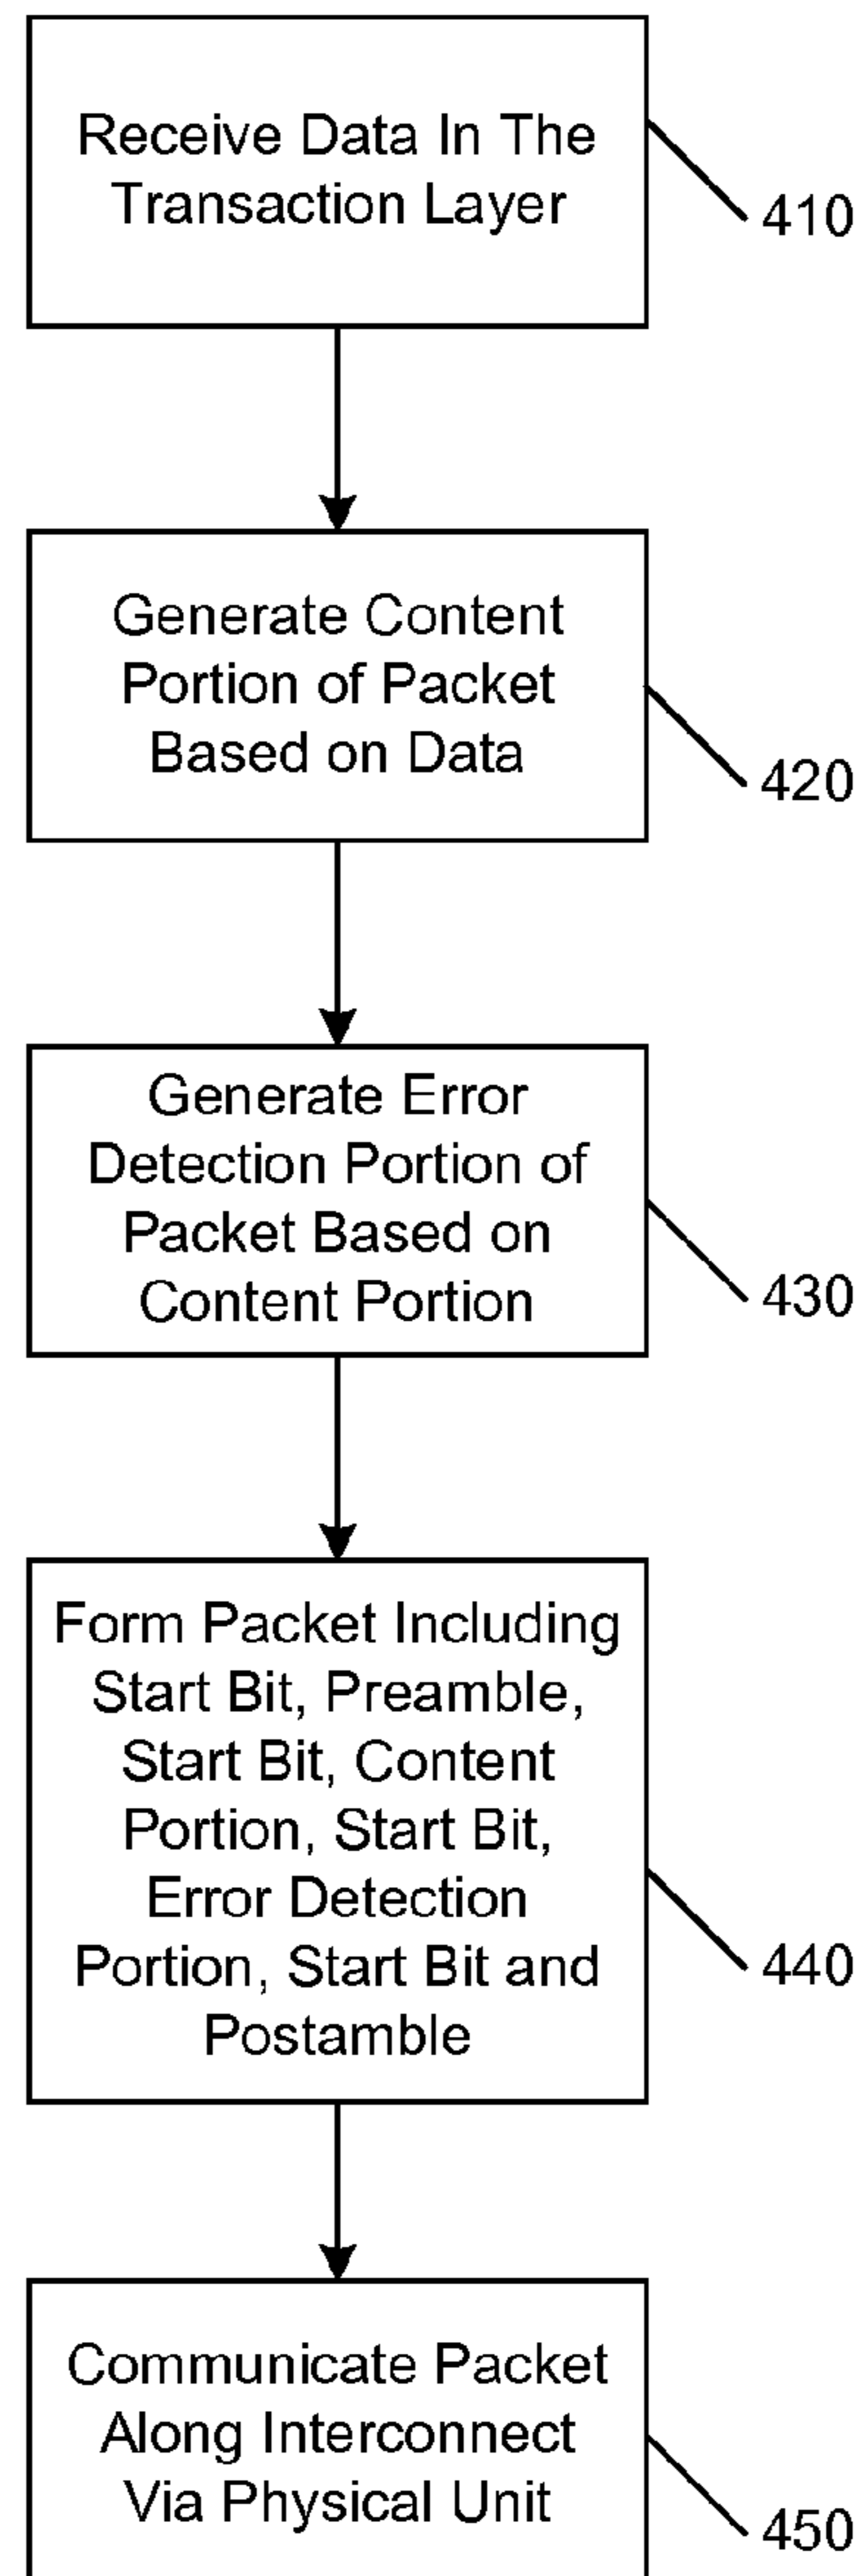 Receive Data In The
Transaction Layer
410
Generate Content
Portion of Packet
Based on Data
420
Generate Error
Detection Portion of
Packet Based on
Content Portion
430
Form Packet Including
Start Bit, Preamble,
Start Bit, Content
Portion, Start Bit,
Error Detection
Portion, Start Bit and
Postamble
440
Communicate Packet
Along Interconnect
Via Physical Unit
450